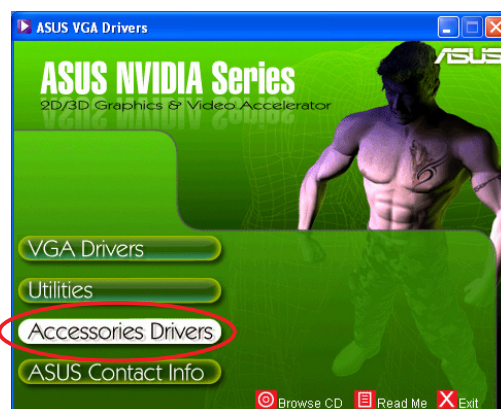 ASUS VGA Drivers
ASUS
ASUS NVIDIA Series
2D/3D Graphics & Video Accelerator
VGA Drivers
Utilities
Accessories Drivers
ASUS Contact Info
Browse CD Read Me Exit